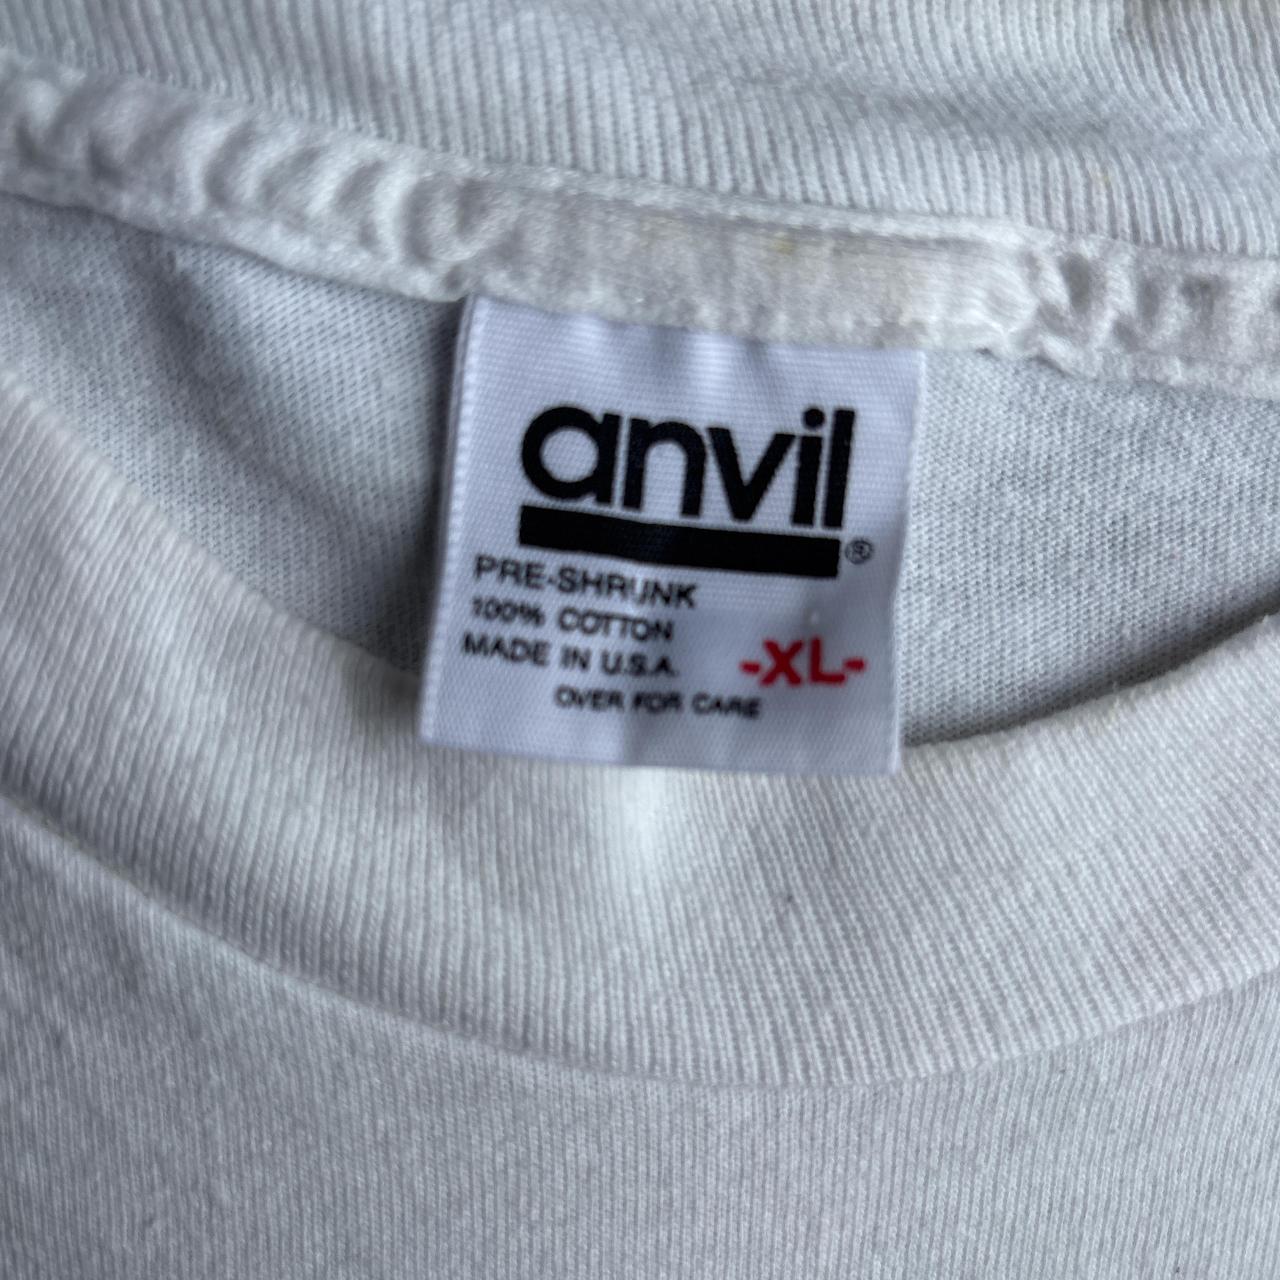 anvil®
PRE-SHRUNK
100% COTTON
MADE IN U.S.A. -XL-
OVER FOR CARE